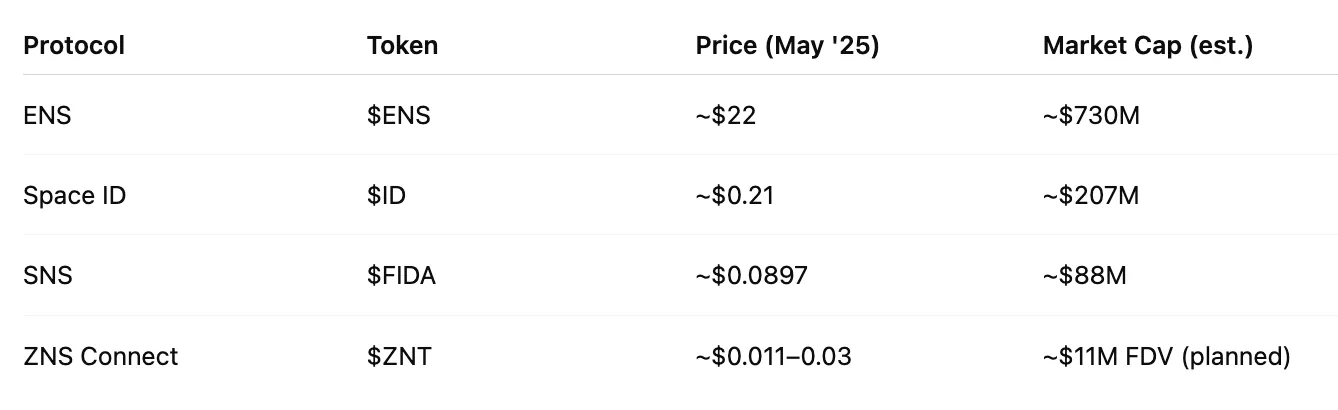 Protocol Token Price (May '25) Market Cap (est.)
ENS $ENS ~$22 ~$730M
Space ID $ID ~$0.21 ~$207M
SNS $FIDA ~$0.0897 ~$88M
ZNS Connect $ZNT ~$0.011–0.03 ~$11M FDV (planned)